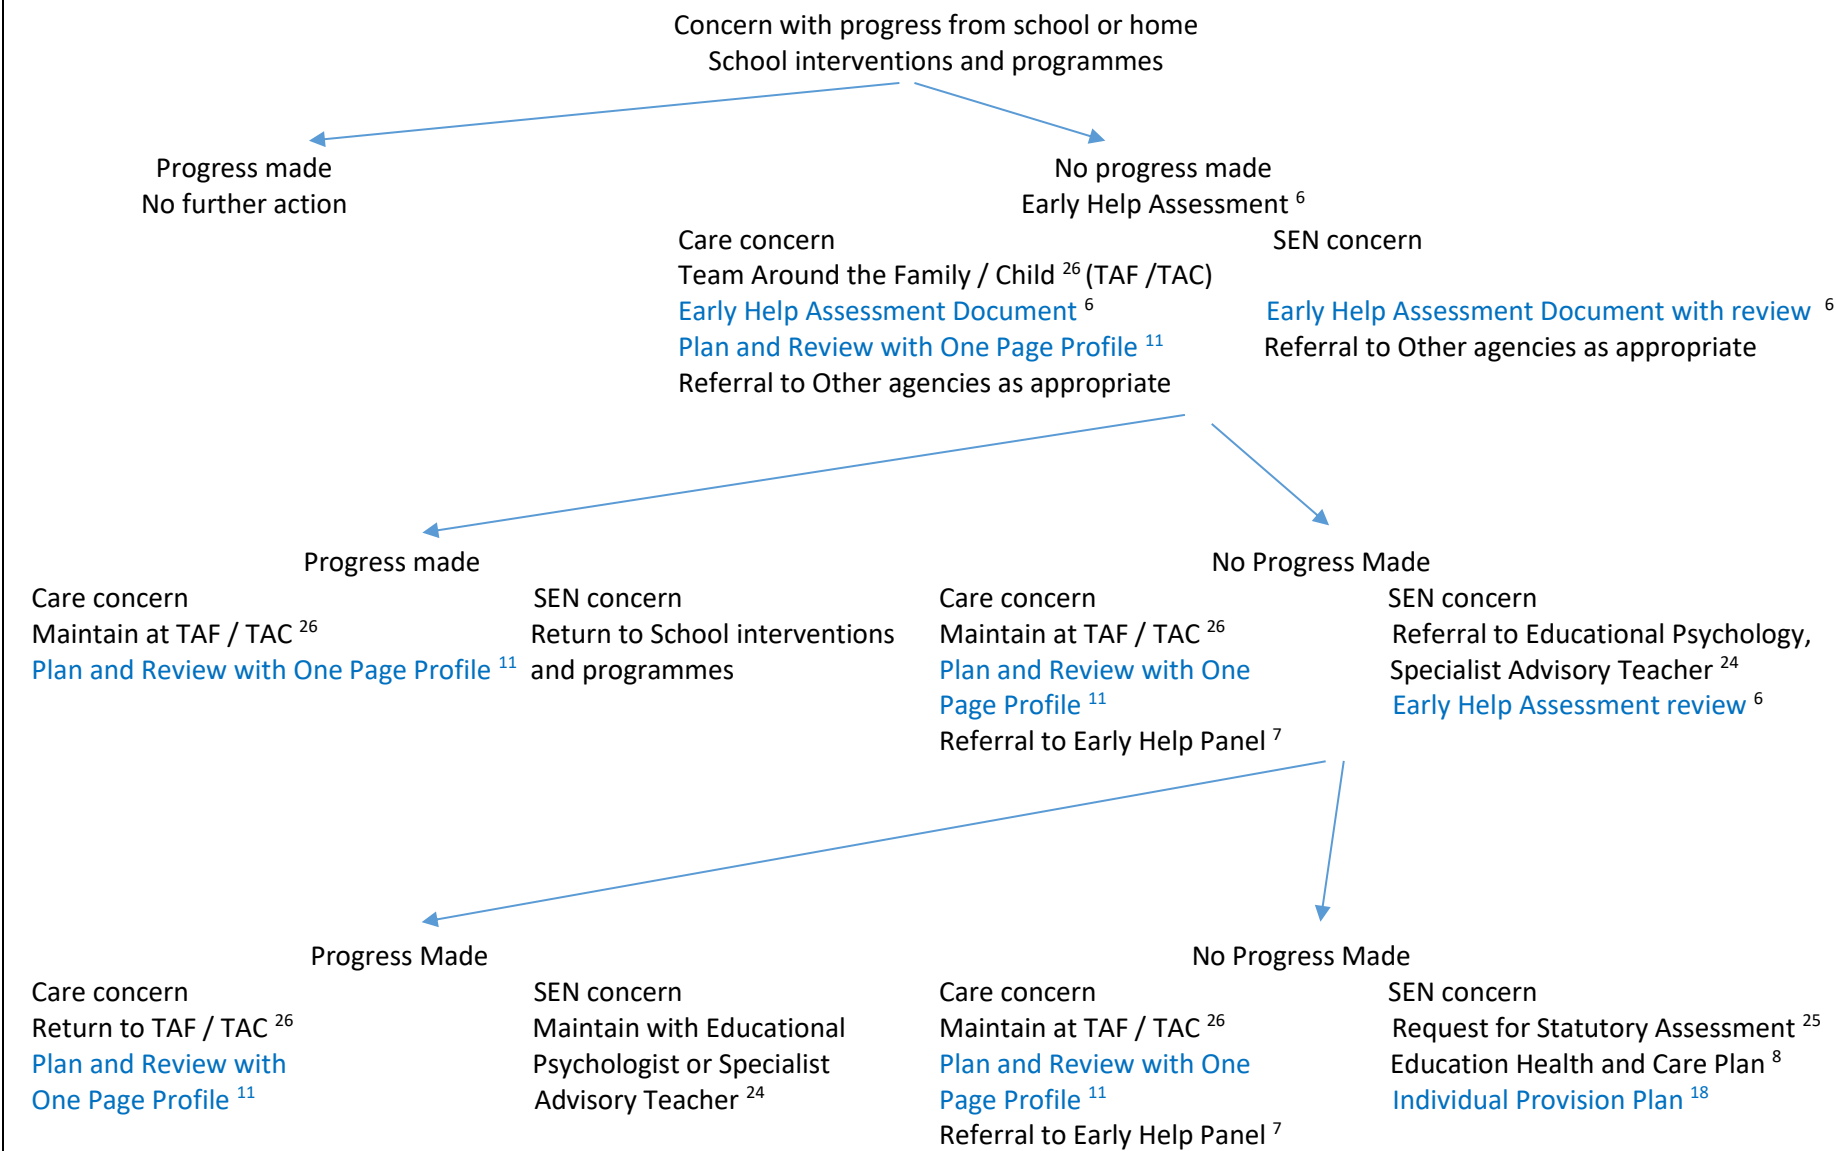 Concern with progress from school or home
School interventions and programmes
Progress made
No further action
No progress made
Early Help Assessment 6
Care concern
Team Around the Family / Child 26 (TAF /TAC)
Early Help Assessment Document 6
Plan and Review with One Page Profile 11
Referral to Other agencies as appropriate
SEN concern
Early Help Assessment Document with review 6
Referral to Other agencies as appropriate
Progress made
Care concern
Maintain at TAF / TAC 26
Plan and Review with One Page Profile 11
SEN concern
Return to School interventions
and programmes
No Progress Made
Care concern
Maintain at TAF / TAC 26
Plan and Review with One
Page Profile 11
Referral to Early Help Panel 7
SEN concern
Referral to Educational Psychology,
Specialist Advisory Teacher 24
Early Help Assessment review 6
Progress Made
Care concern
Return to TAF / TAC 26
Plan and Review with
One Page Profile 11
SEN concern
Maintain with Educational
Psychologist or Specialist
Advisory Teacher 24
No Progress Made
Care concern
Maintain at TAF / TAC 26
Plan and Review with One
Page Profile 11
Referral to Early Help Panel 7
SEN concern
Request for Statutory Assessment 25
Education Health and Care Plan 8
Individual Provision Plan 18